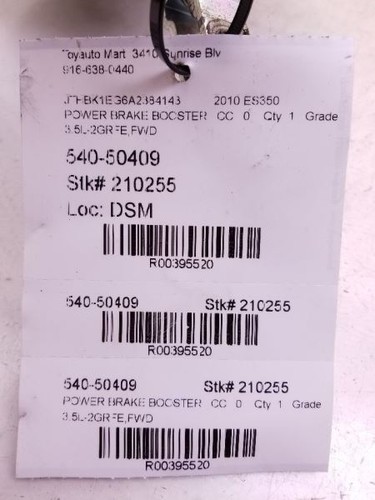 Toyauto Mart 3410 Sunrise Blv
916-638-0440
JTHBK1EG6A2384143 2010 ES350
POWER BRAKE BOOSTER CC 0 Qty 1 Grade
3.5L-2GRFE,FWD
540-50409
Stk# 210255
Loc: DSM
R00395520
540-50409 Stk# 210255
R00395520
540-50409 Stk# 210255
POWER BRAKE BOOSTER CC 0 Qty 1 Grade
3.5L-2GRFE,FWD
R00395520